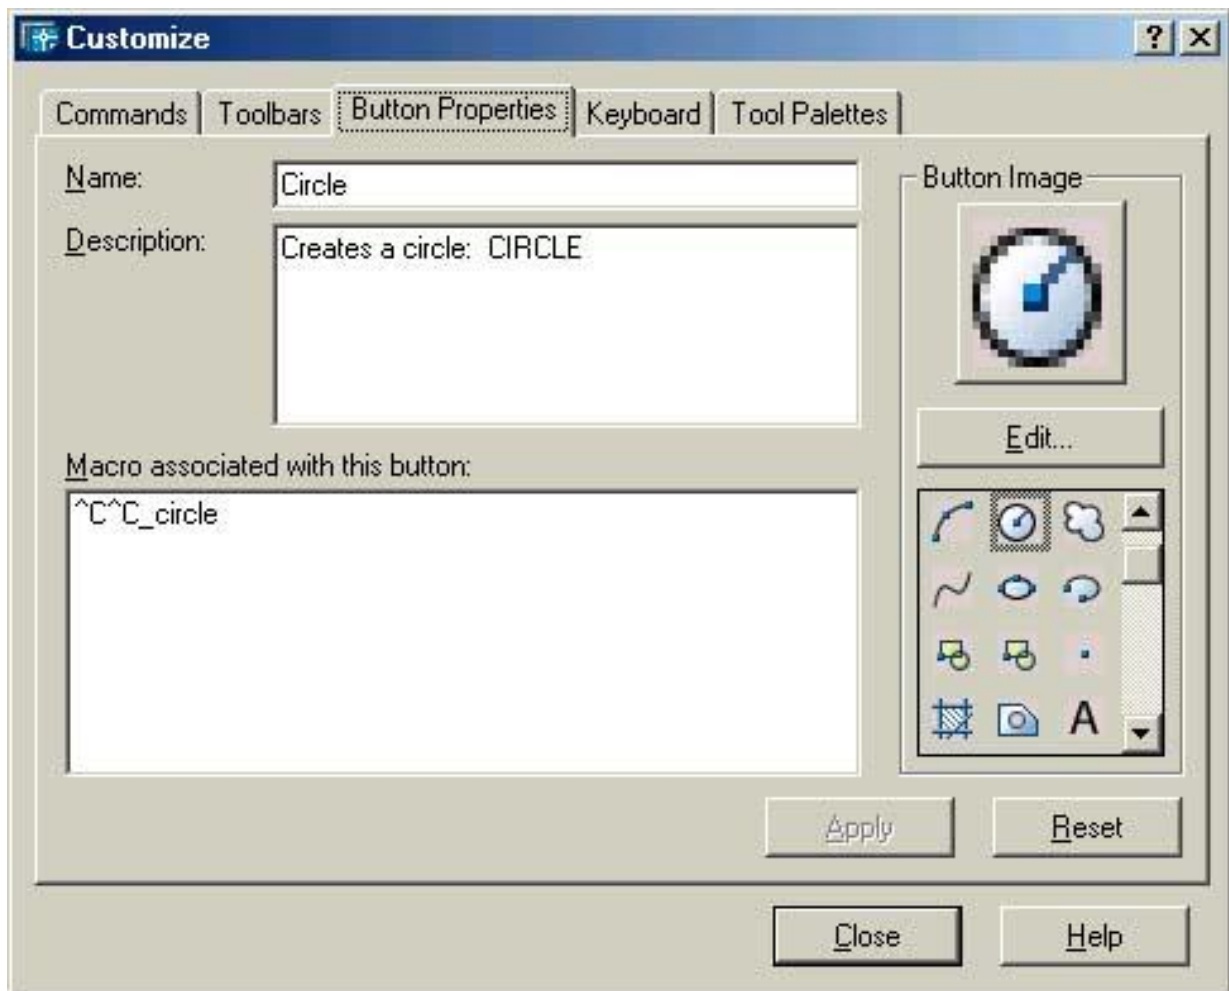 Customize
? X
Commands Toolbars Button Properties Keyboard Tool Palettes
Name: Circle
Description: Creates a circle:  CIRCLE
Button Image
Edit...
Macro associated with this button:
^C^C_circle
A
Apply Reset
Close Help